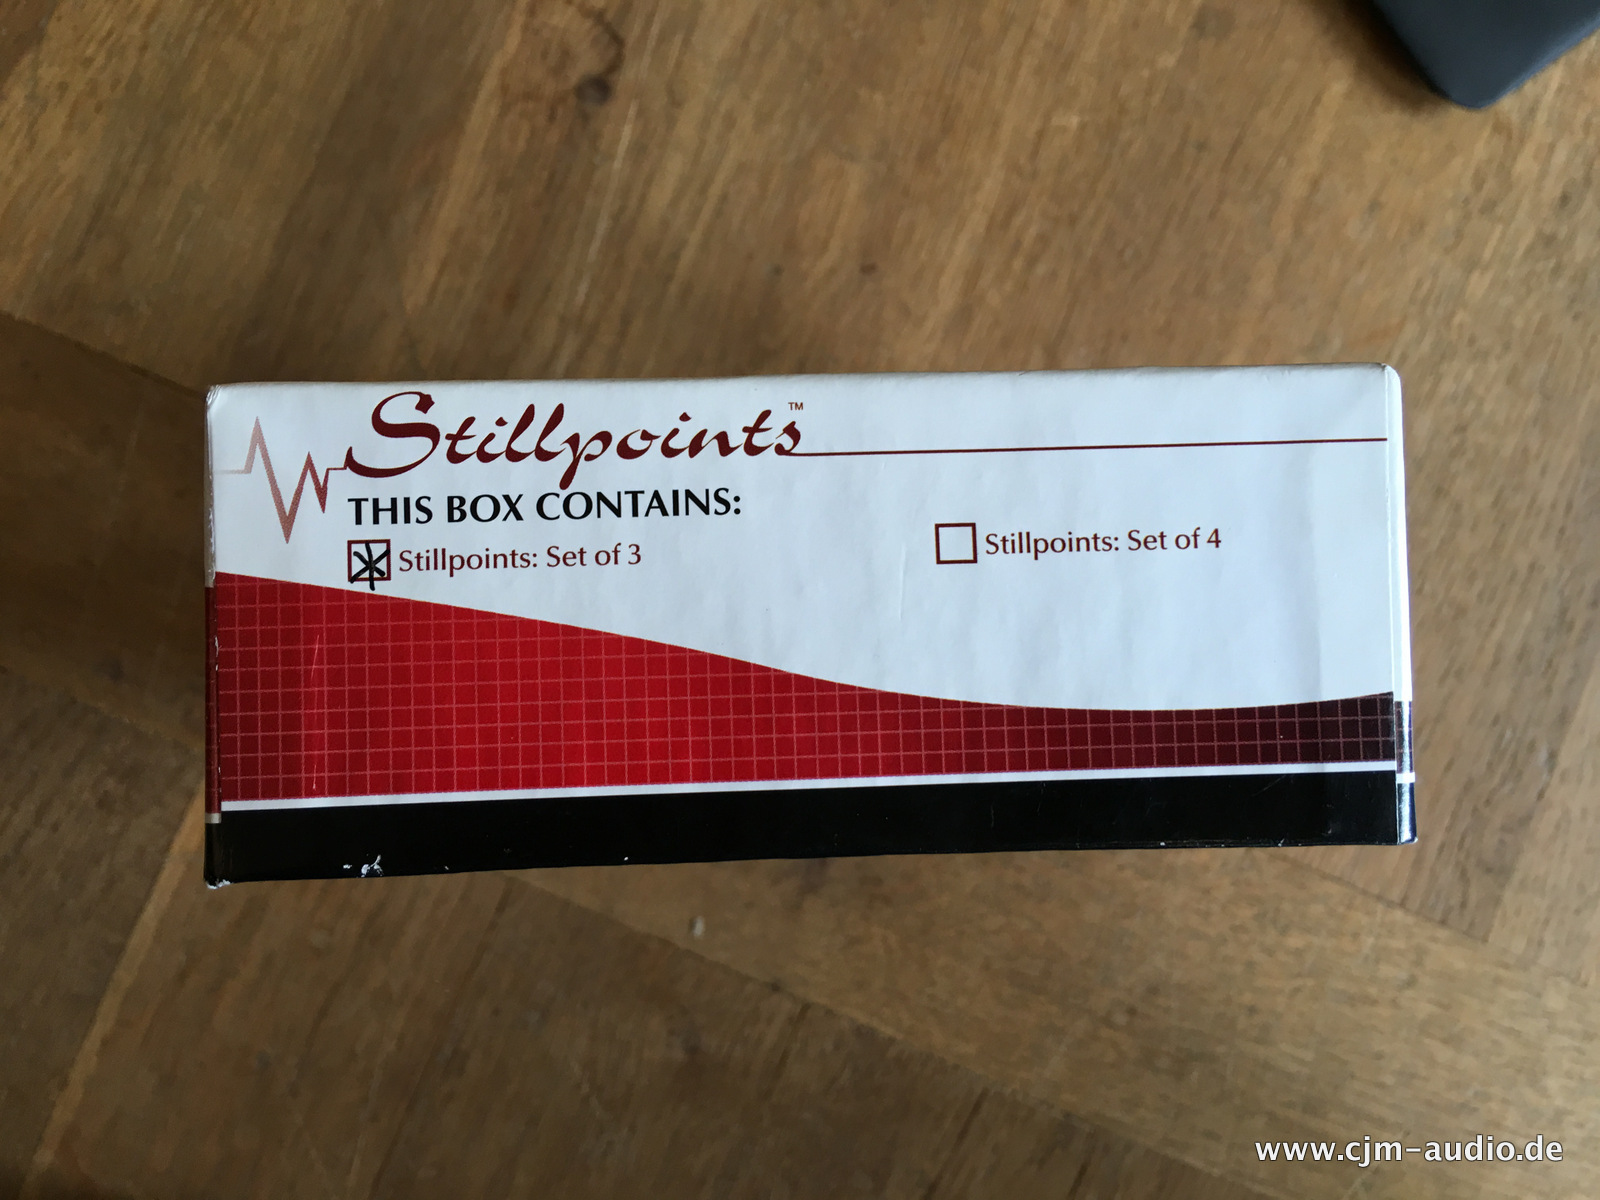 Stillpoints™
THIS BOX CONTAINS:
Stillpoints: Set of 3
Stillpoints: Set of 4
www.cjm-audio.de